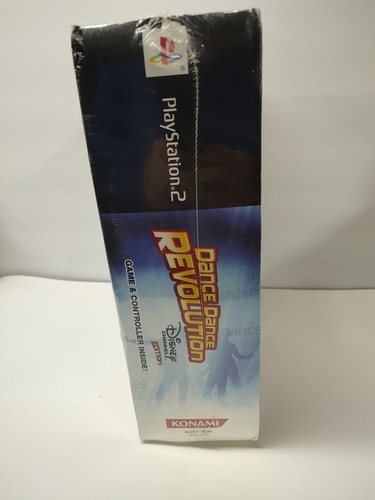 PlayStation®2
Dance Dance
REVOLUTION
Disney
CHANNEL
EDITION
GAME & CONTROLLER INSIDE!
KONAMI